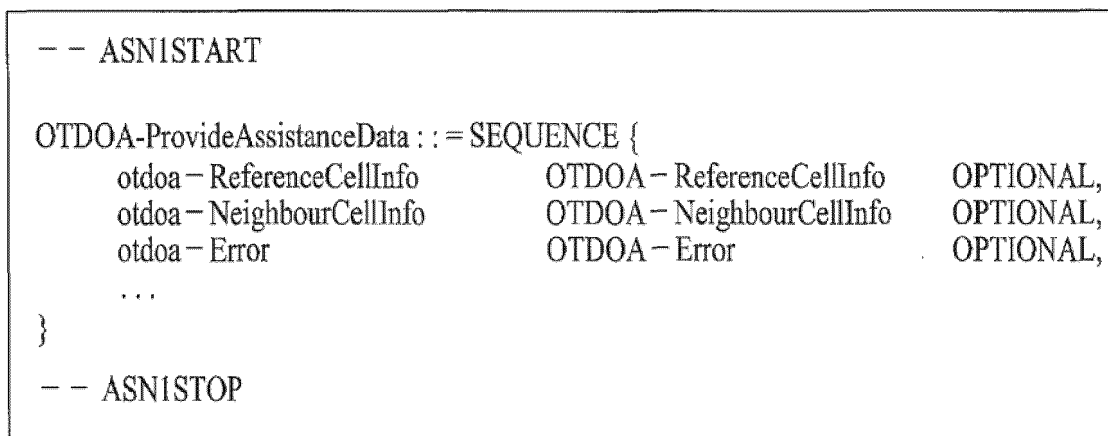 -- ASN1START
OTDOA-ProvideAssistanceData : : = SEQUENCE {
otdoa-ReferenceCellInfo OTDOA-ReferenceCellInfo OPTIONAL,
otdoa-NeighbourCellInfo OTDOA-NeighbourCellInfo OPTIONAL,
otdoa-Error OTDOA-Error OPTIONAL,
...
}
-- ASN1STOP